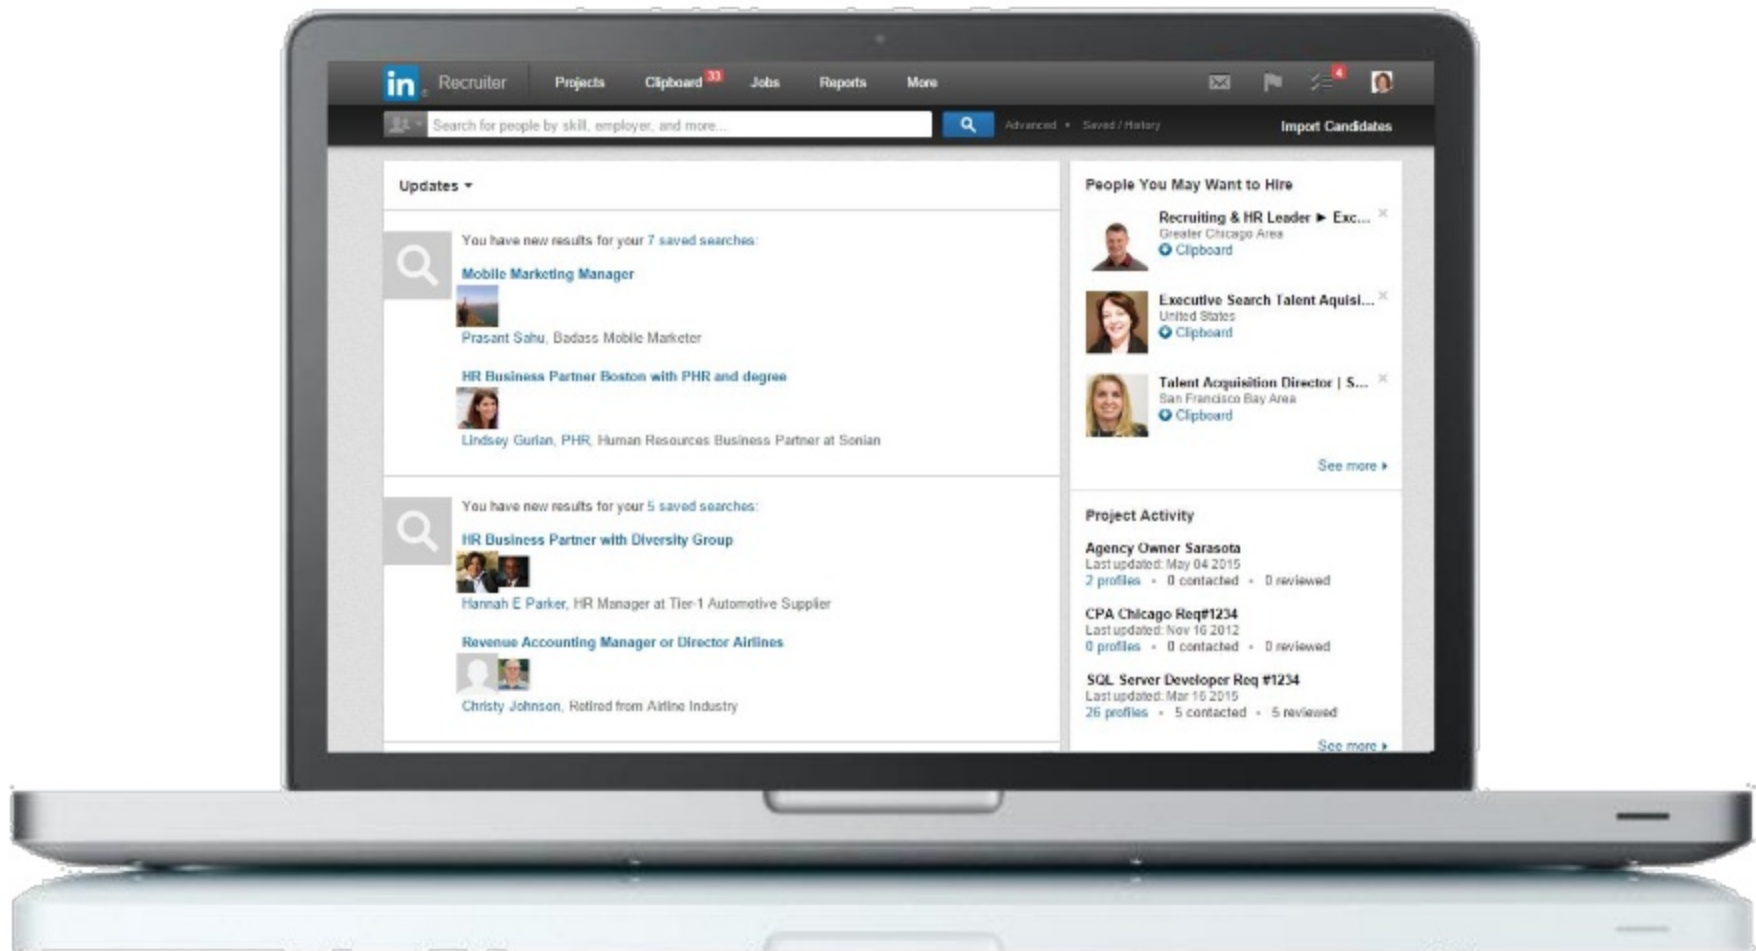 in® Recruiter Projects Clipboard 33 Jobs Reports More 4
Search for people by skill, employer, and more... Advanced • Saved / History Import Candidates
Updates
You have new results for your 7 saved searches:
Mobile Marketing Manager
Prasant Sahu, Badass Mobile Marketer
HR Business Partner Boston with PHR and degree
Lindsey Gurian, PHR, Human Resources Business Partner at Sonian
You have new results for your 5 saved searches:
HR Business Partner with Diversity Group
Hannah E Parker, HR Manager at Tier-1 Automotive Supplier
Revenue Accounting Manager or Director Airlines
Christy Johnson, Retired from Airline Industry
People You May Want to Hire
Recruiting & HR Leader ► Exc...
Greater Chicago Area
Clipboard
Executive Search Talent Aquisi...
United States
Clipboard
Talent Acquisition Director | S...
San Francisco Bay Area
Clipboard
See more
Project Activity
Agency Owner Sarasota
Last updated: May 04 2015
2 profiles • 0 contacted • 0 reviewed
CPA Chicago Req#1234
Last updated: Nov 16 2012
0 profiles • 0 contacted • 0 reviewed
SQL Server Developer Req #1234
Last updated: Mar 16 2015
26 profiles • 5 contacted • 5 reviewed
See more